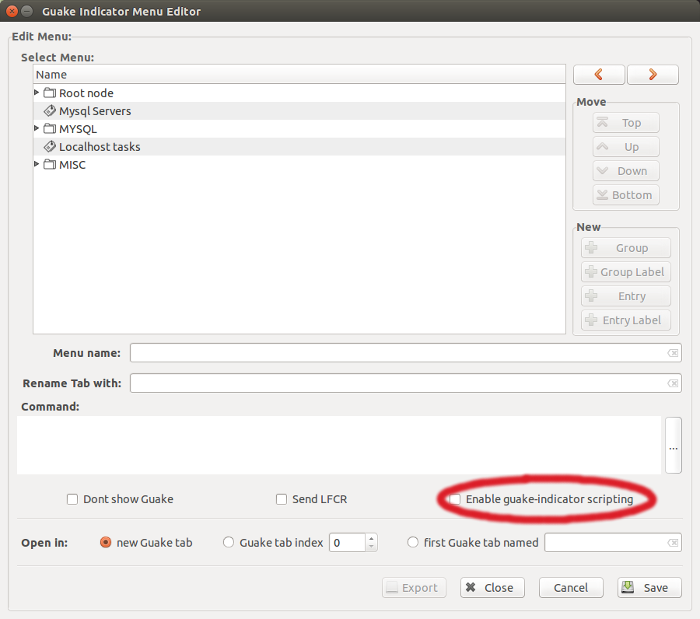 Guake Indicator Menu Editor
Edit Menu:
Select Menu:
Name
Root node
Mysql Servers
MYSQL
Localhost tasks
MISC
Move
Top
Up
Down
Bottom
New
Group
Group Label
Entry
Entry Label
Menu name:
Rename Tab with:
Command:
...
Dont show Guake Send LFCR Enable guake-indicator scripting
Open in: new Guake tab Guake tab index 0 first Guake tab named
Export Close Cancel Save